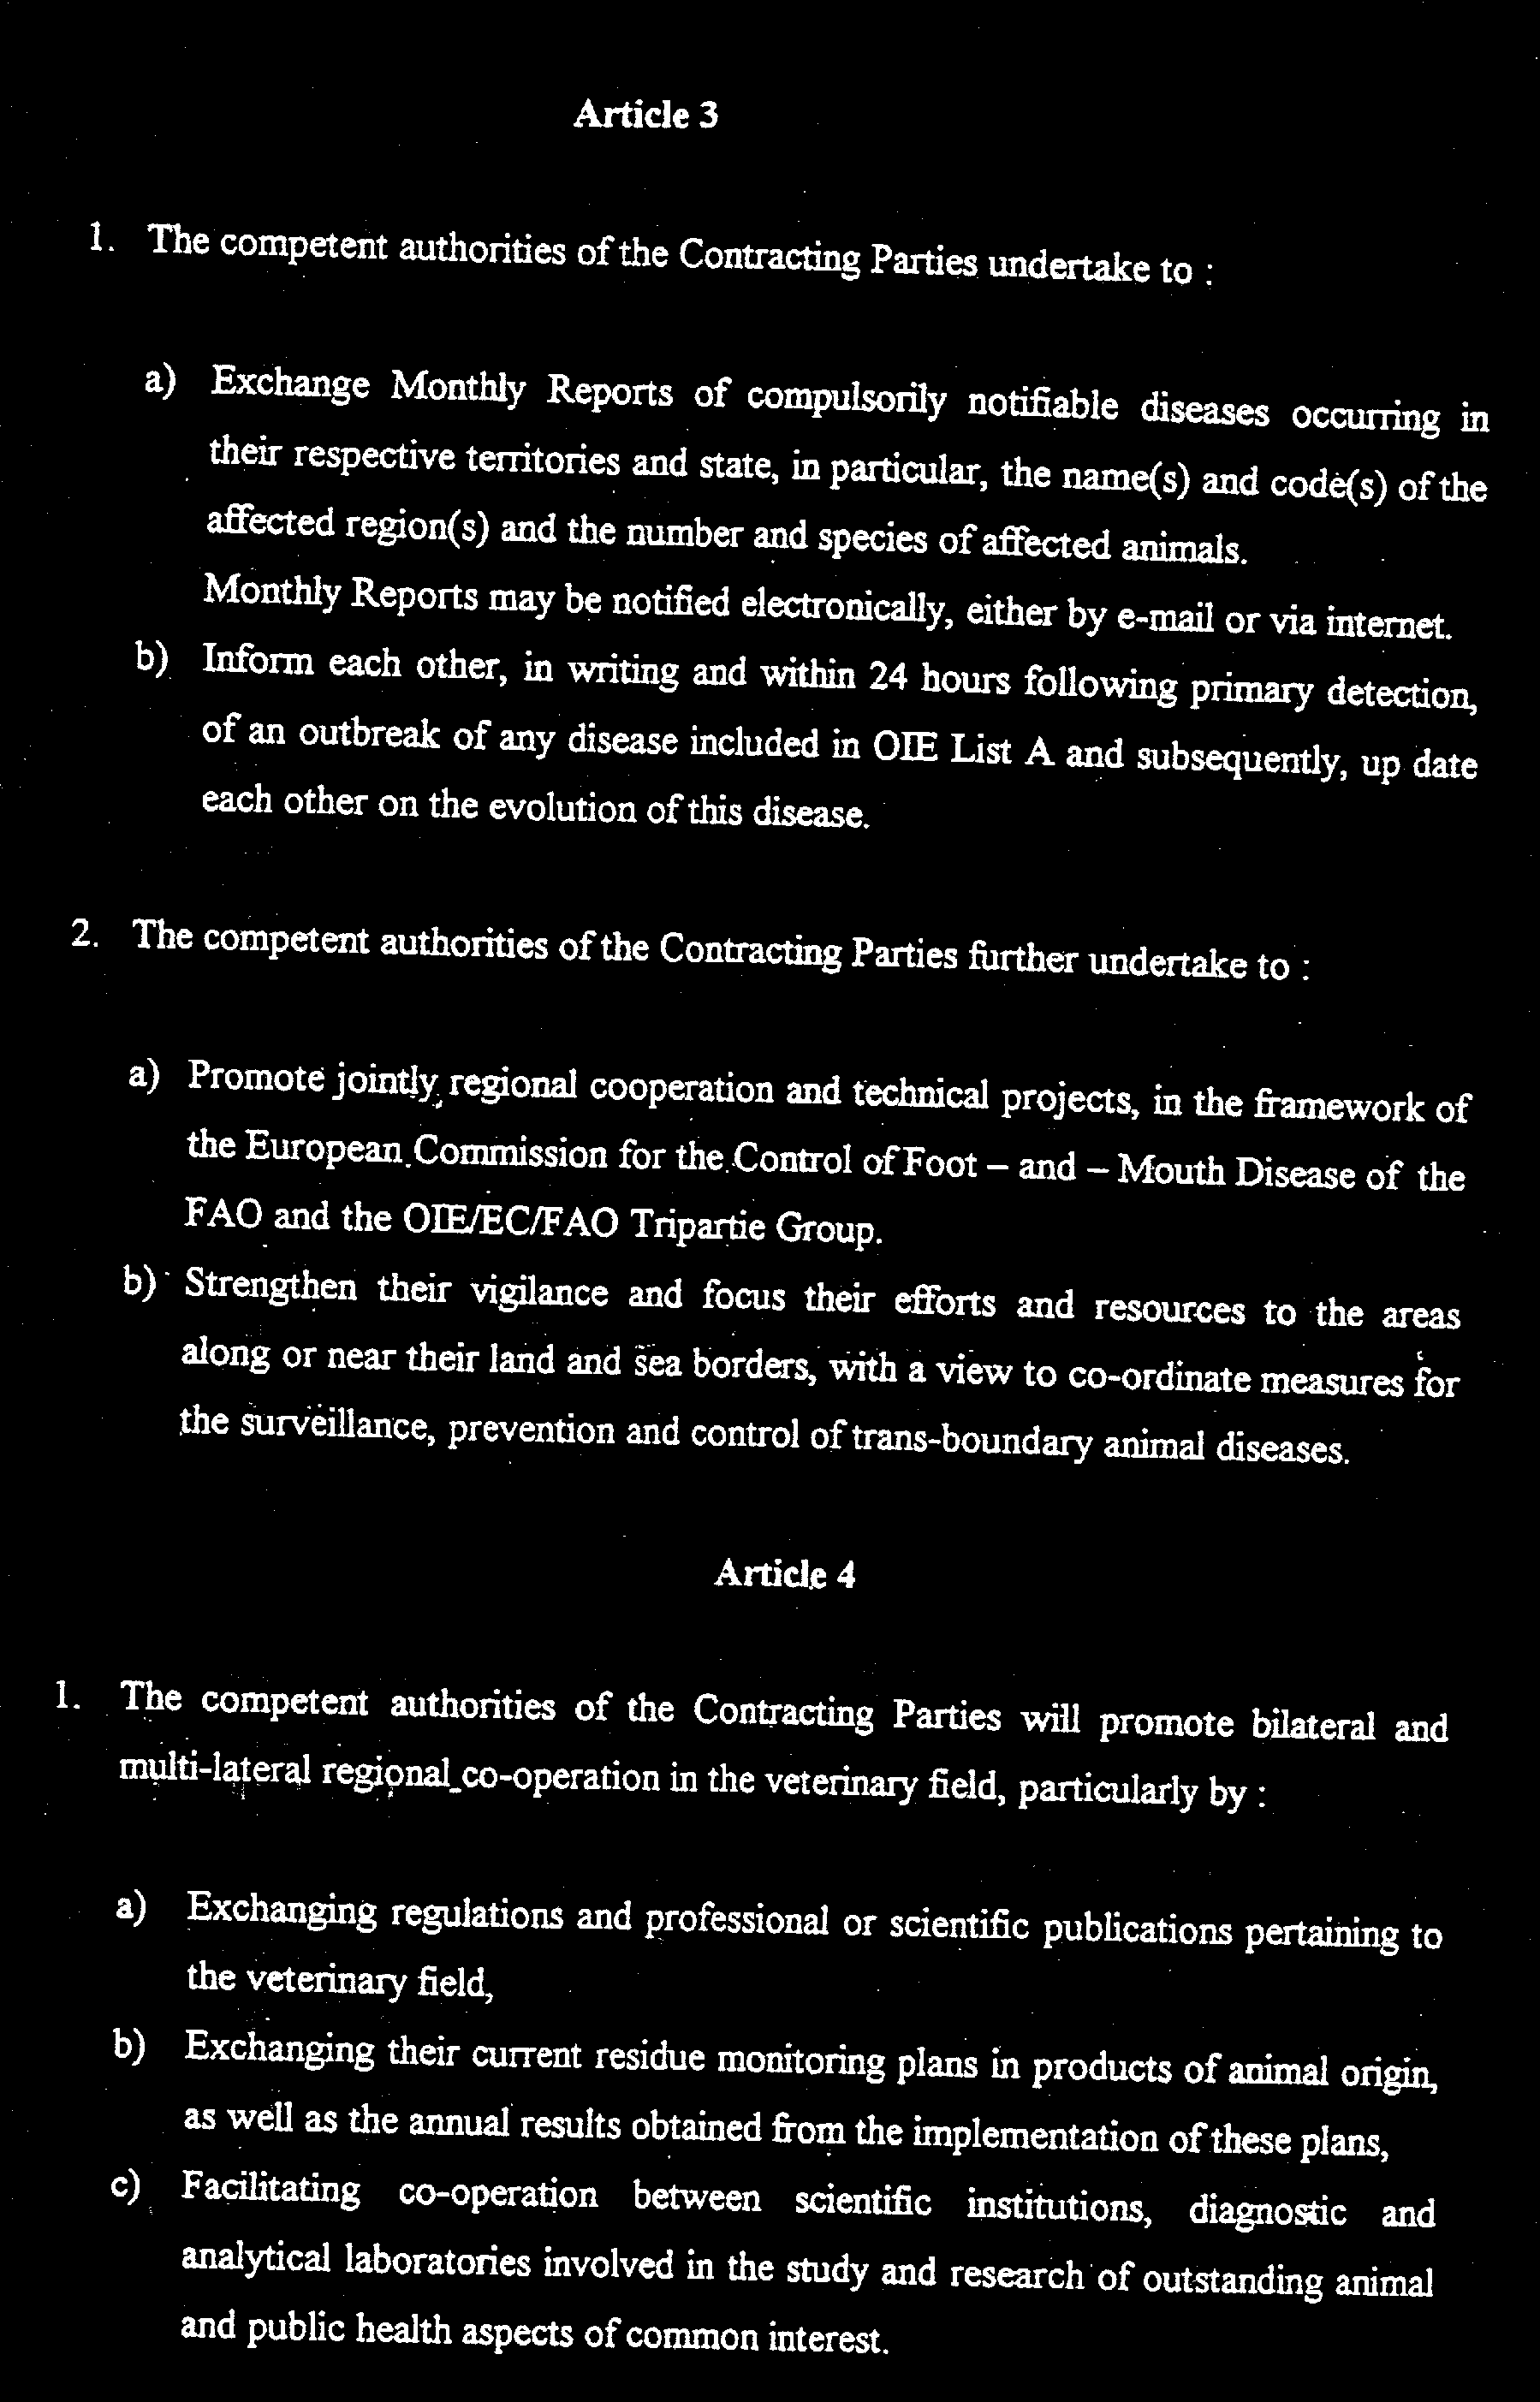 Article 3
1. The competent authorities of the Contracting Parties undertake to :
a) Exchange Monthly Reports of compulsorily notifiable diseases occurring in
their respective territories and state, in particular, the name(s) and code(s) of the
affected region(s) and the number and species of affected animals.
Monthly Reports may be notified electronically, either by e-mail or via internet.
b) Inform each other, in writing and within 24 hours following primary detection,
of an outbreak of any disease included in OIE List A and subsequently, up date
each other on the evolution of this disease.
2. The competent authorities of the Contracting Parties further undertake to :
a) Promote jointly regional cooperation and technical projects, in the framework of
the European Commission for the Control of Foot – and – Mouth Disease of the
FAO and the OIE/EC/FAO Tripartie Group.
b) Strengthen their vigilance and focus their efforts and resources to the areas
along or near their land and sea borders, with a view to co-ordinate measures for
the surveillance, prevention and control of trans-boundary animal diseases.
Article 4
1. The competent authorities of the Contracting Parties will promote bilateral and
multi-lateral regional co-operation in the veterinary field, particularly by :
a) Exchanging regulations and professional or scientific publications pertaining to
the veterinary field,
b) Exchanging their current residue monitoring plans in products of animal origin,
as well as the annual results obtained from the implementation of these plans,
c) Facilitating co-operation between scientific institutions, diagnostic and
analytical laboratories involved in the study and research of outstanding animal
and public health aspects of common interest.